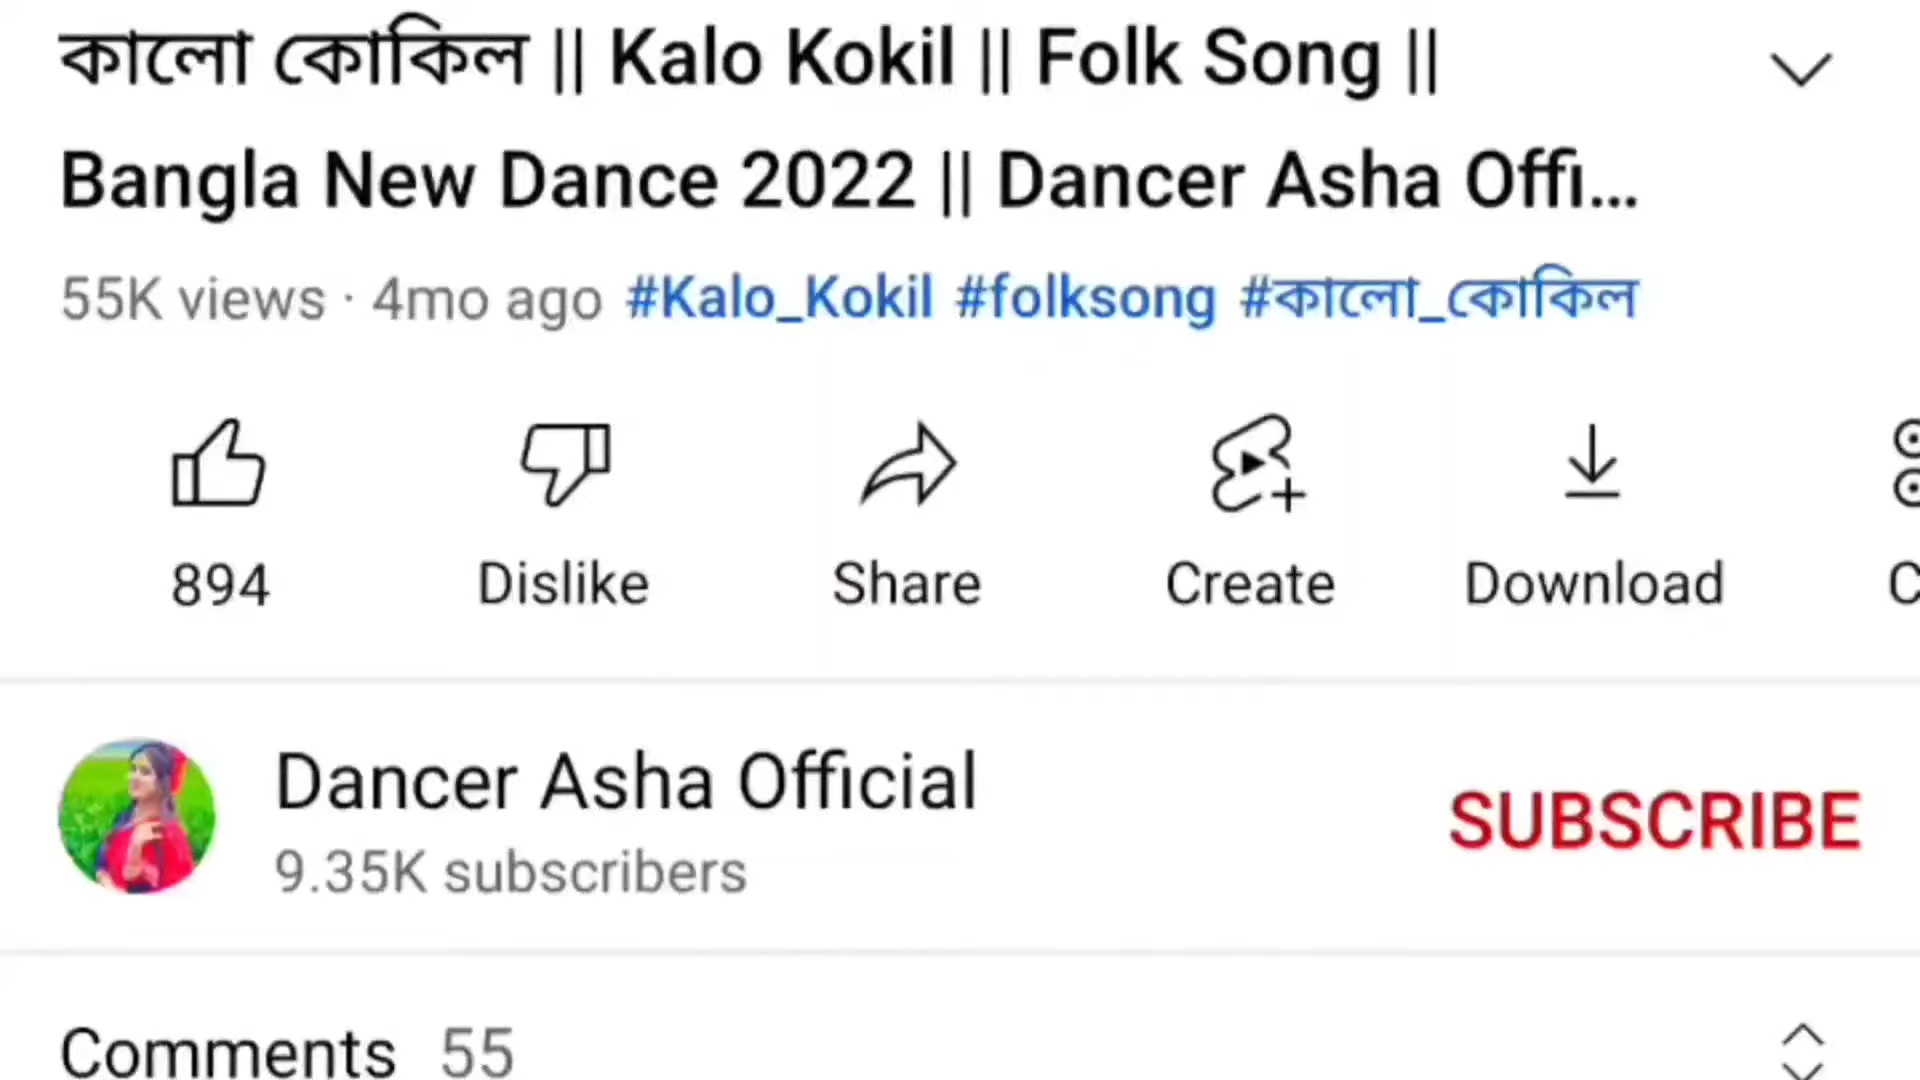 কালো কোকিল || Kalo Kokil || Folk Song ||
Bangla New Dance 2022 || Dancer Asha Offi...
55K views · 4mo ago #Kalo_Kokil #folksong #কালো_কোকিল
894 Dislike Share Create Download C
Dancer Asha Official
9.35K subscribers
SUBSCRIBE
Comments 55